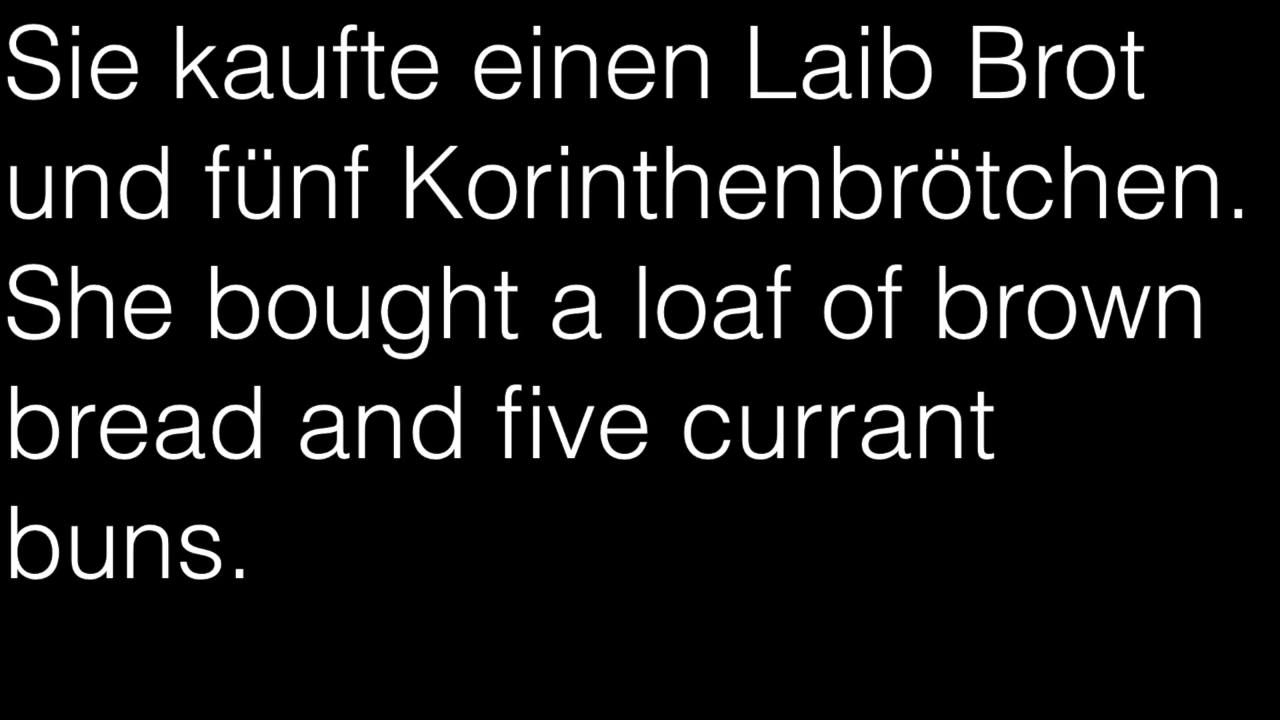 Sie kaufte einen Laib Brot
und fünf Korinthenbrötchen.
She bought a loaf of brown
bread and five currant
buns.